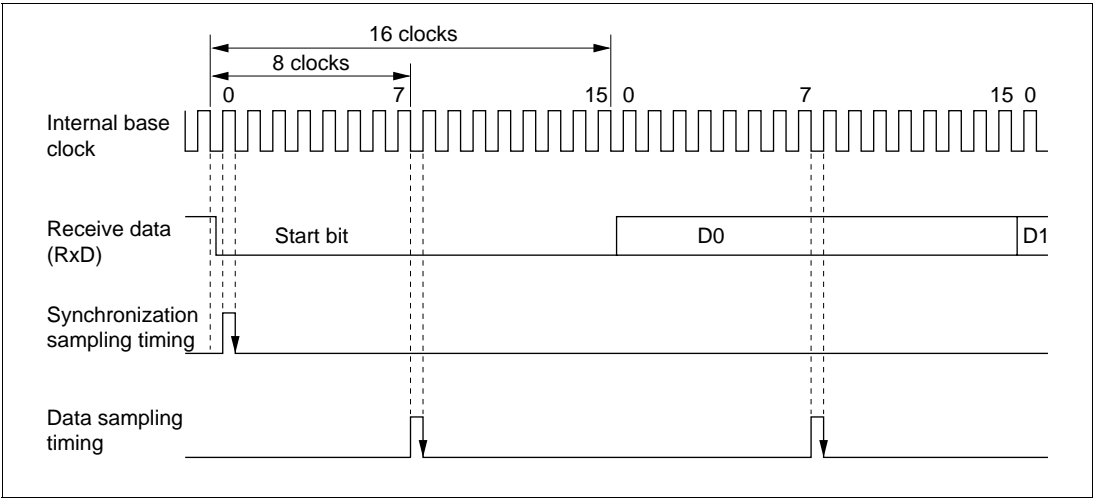 16 clocks
8 clocks
0 7 15 0 7 15 0
Internal base
clock
Receive data
(RxD)
Start bit D0 D1
Synchronization
sampling timing
Data sampling
timing